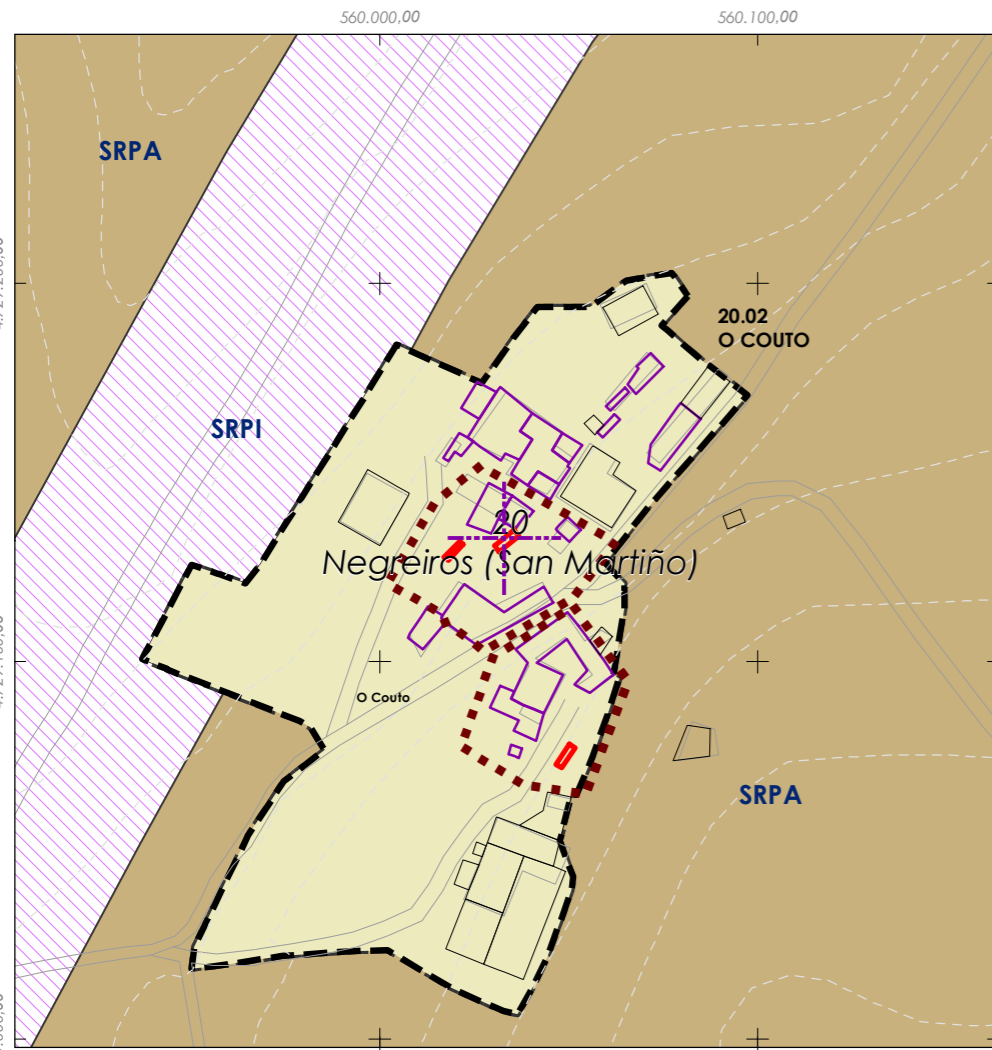 560.000,00
560.100,00
SRPA
20.02
O COUTO
SRPI
20
Negreiros (San Martiño)
O Couto
SRPA